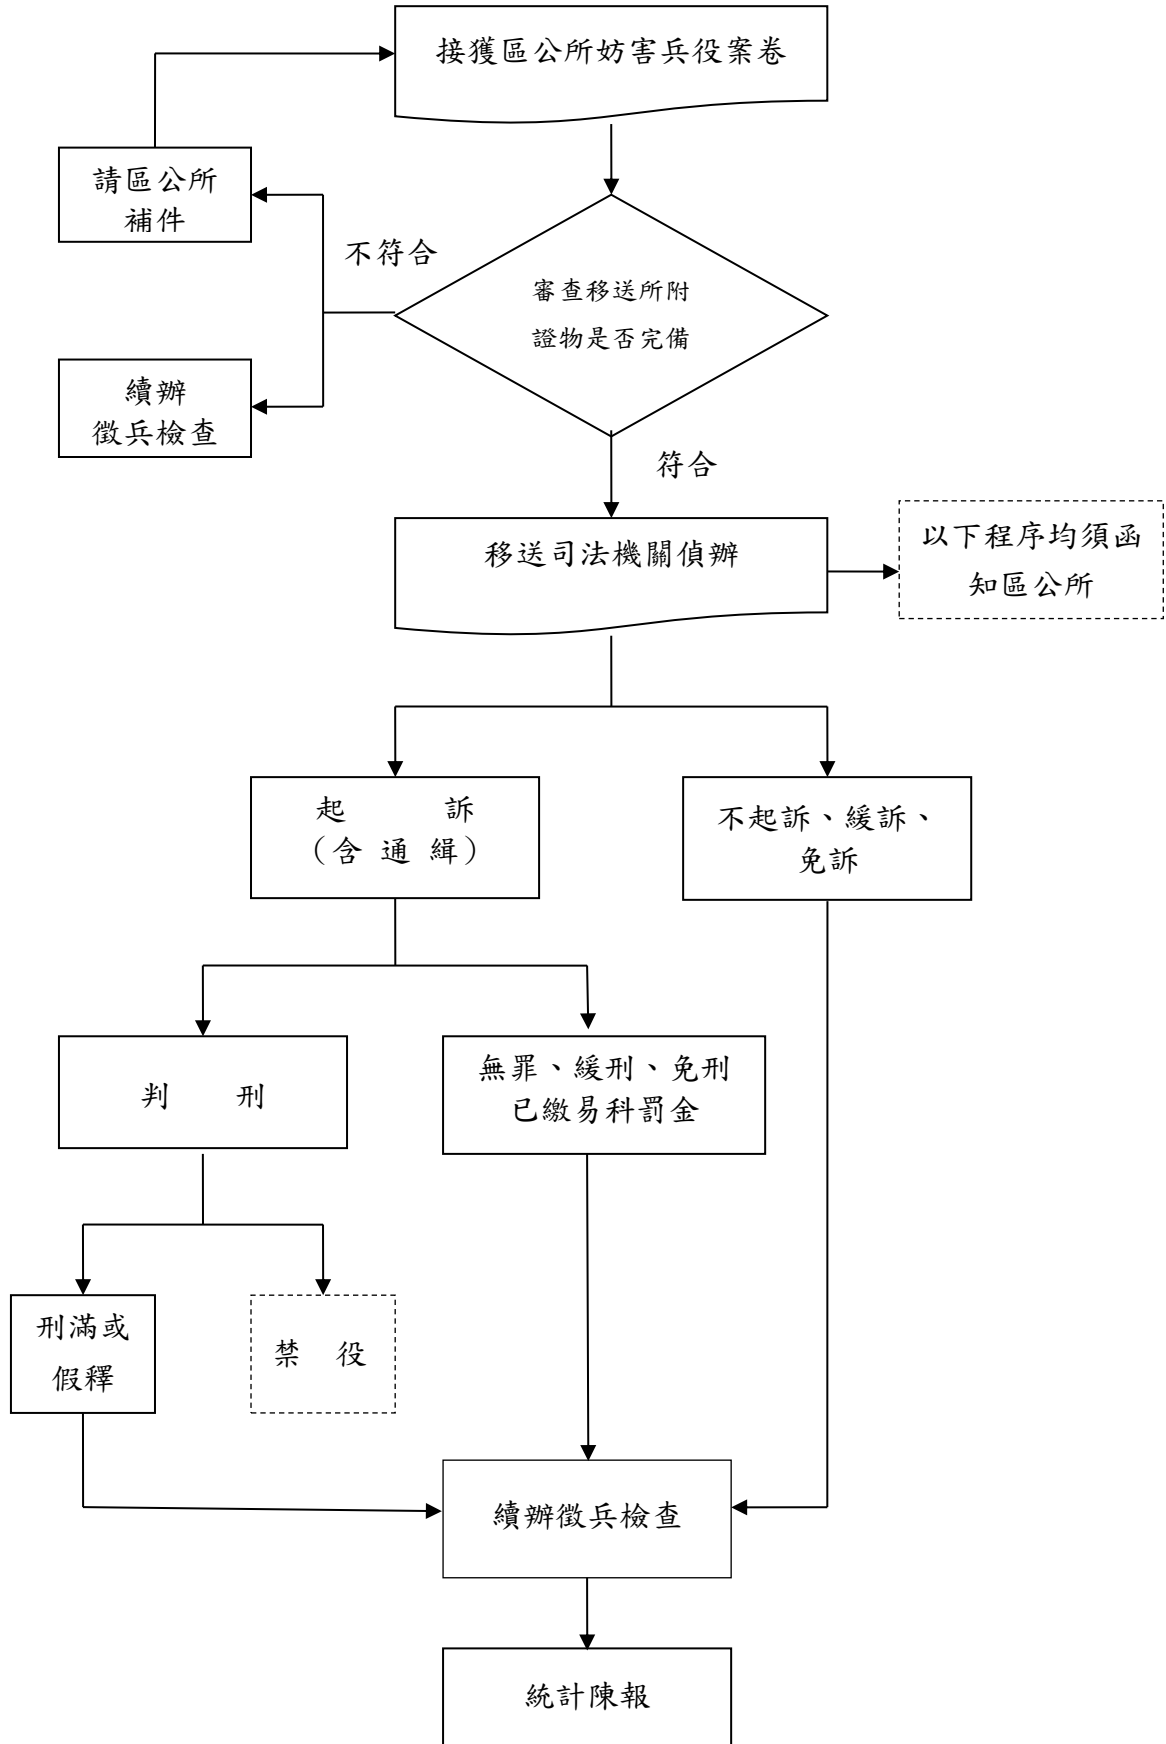 接獲區公所妨害兵役案卷
請區公所
補件
不符合
審查移送所附
證物是否完備
續辦
徵兵檢查
符合
移送司法機關偵辦
以下程序均須函
知區公所
起 訴
（含 通 緝）
不起訴、緩訴、
免訴
判 刑
無罪、緩刑、免刑
已繳易科罰金
刑滿或
假釋
禁 役
續辦徵兵檢查
統計陳報